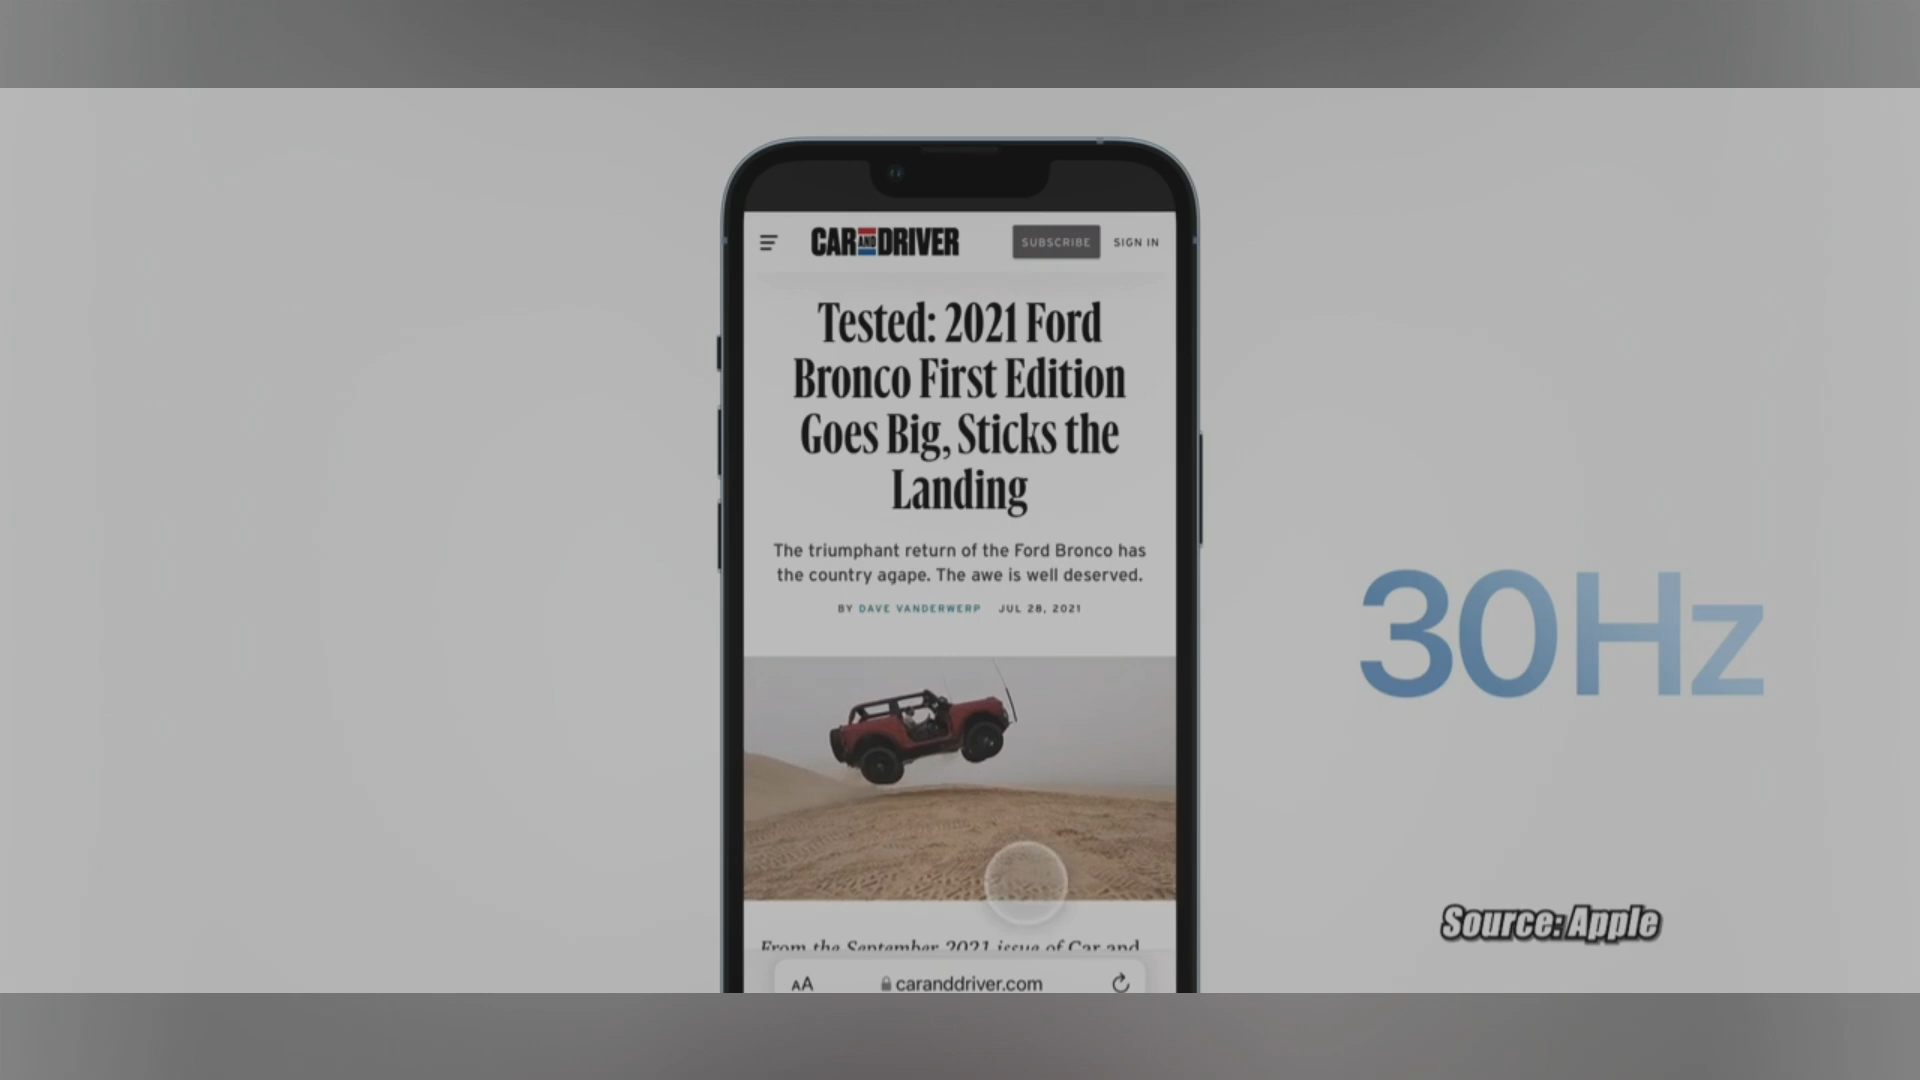 CAR AND DRIVER
SUBSCRIBE
SIGN IN
Tested: 2021 Ford
Bronco First Edition
Goes Big, Sticks the
Landing
The triumphant return of the Ford Bronco has
the country agape. The awe is well deserved.
BY DAVE VANDERWERP JUL 28, 2021
30Hz
Source: Apple
From the September 2021 issue of Car and
AA
caranddriver.com